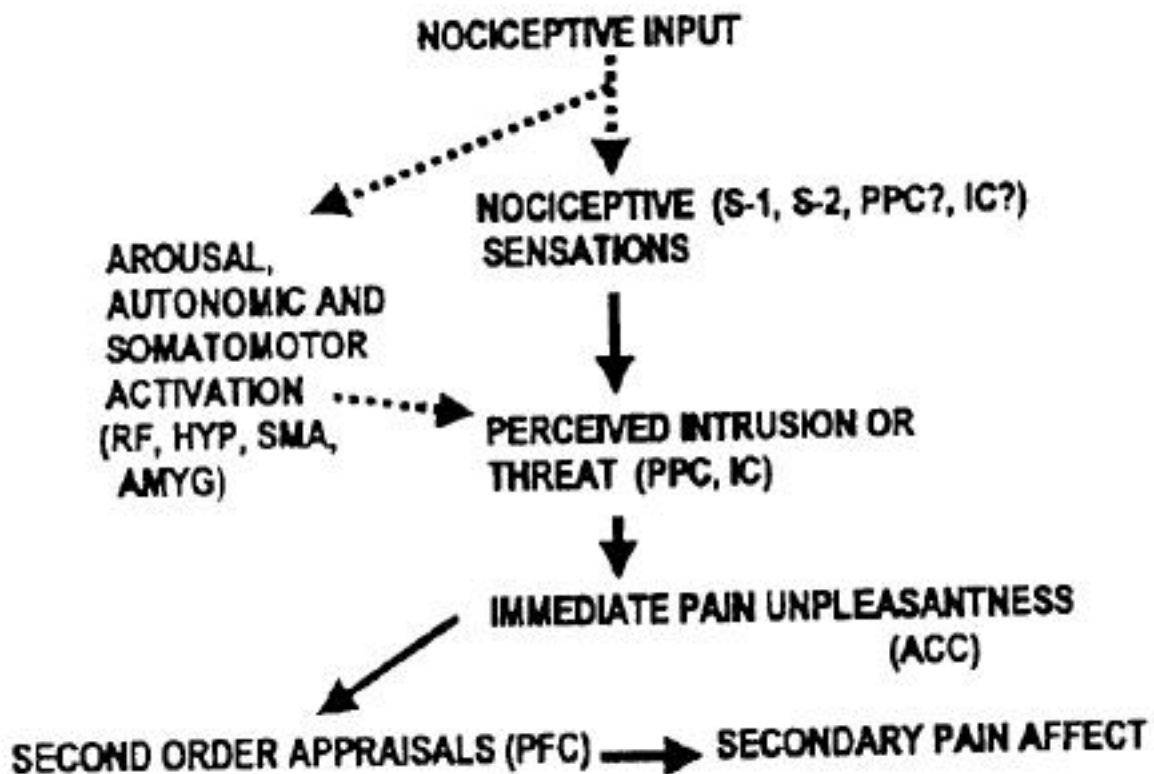 NOCICEPTIVE INPUT
NOCICEPTIVE (S-1, S-2, PPC?, IC?)
SENSATIONS
AROUSAL,
AUTONOMIC AND
SOMATOMOTOR
ACTIVATION
(RF, HYP, SMA,
AMYG)
PERCEIVED INTRUSION OR
THREAT (PPC, IC)
IMMEDIATE PAIN UNPLEASANTNESS
(ACC)
SECOND ORDER APPRAISALS (PFC)
SECONDARY PAIN AFFECT